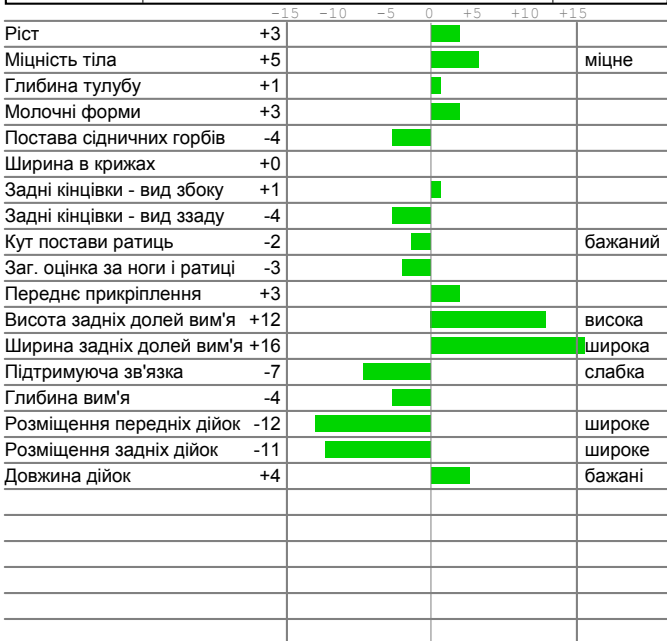 -15 -10 -5 0 +5 +10 +15
Ріст +3
Міцність тіла +5 міцне
Глибина тулубу +1
Молочні форми +3
Постава сідничних горбів -4
Ширина в крижах +0
Задні кінцівки - вид збоку +1
Задні кінцівки - вид ззаду -4
Кут постави ратиць -2 бажаний
Заг. оцінка за ноги і ратиці -3
Переднє прикріплення +3
Висота задніх долей вим'я +12 висока
Ширина задніх долей вим'я +16 широка
Підтримуюча зв'язка -7 слабка
Глибина вим'я -4
Розміщення передніх дійок -12 широке
Розміщення задніх дійок -11 широке
Довжина дійок +4 бажані